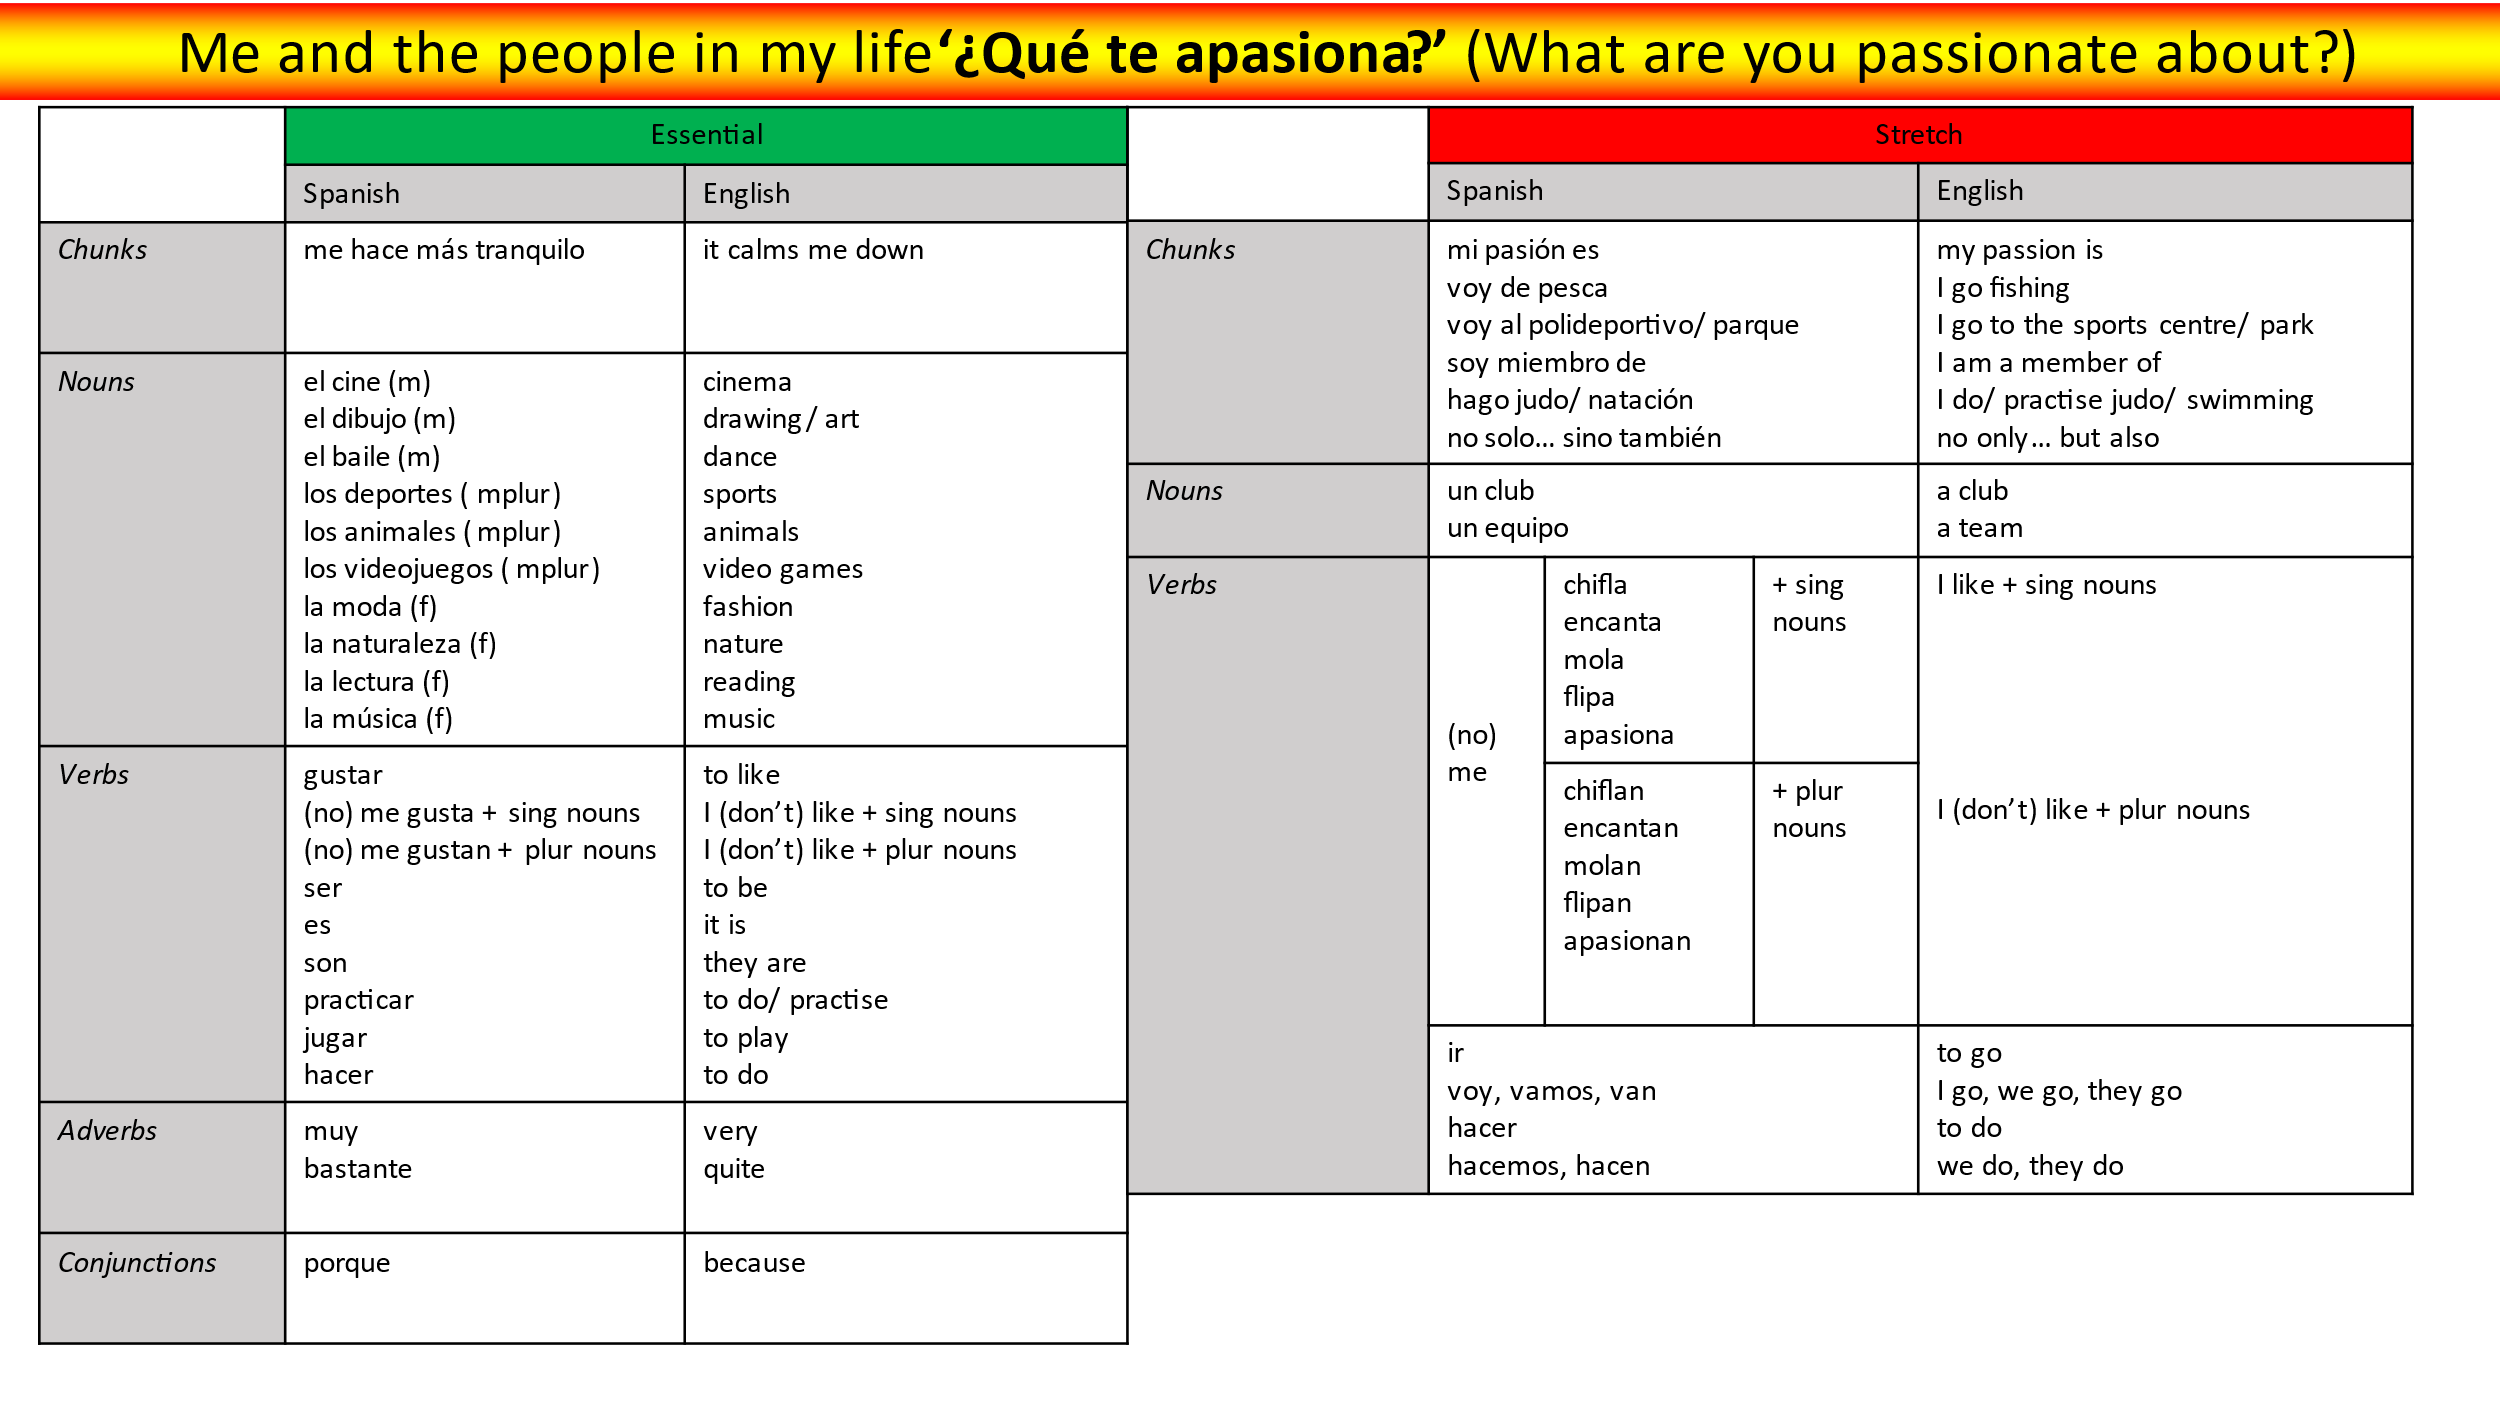 Me and the people in my life ‘¿Qué te apasiona?’ (What are you passionate about?)
Essential
Spanish English
Chunks me hace más tranquilo it calms me down
Nouns el cine (m) cinema
el dibujo (m) drawing/ art
el baile (m) dance
los deportes ( mplur) sports
los animales ( mplur) animals
los videojuegos ( mplur) video games
la moda (f) fashion
la naturaleza (f) nature
la lectura (f) reading
la música (f) music
Verbs gustar to like
(no) me gusta + sing nouns I (don’t) like + sing nouns
(no) me gustan + plur nouns I (don’t) like + plur nouns
ser to be
es it is
son they are
practicar to do/ practise
jugar to play
hacer to do
Adverbs muy very
bastante quite
Conjunctions porque because
Stretch
Spanish English
Chunks mi pasión es my passion is
voy de pesca I go fishing
voy al polideportivo/ parque I go to the sports centre/ park
soy miembro de I am a member of
hago judo/ natación I do/ practise judo/ swimming
no solo... sino también no only... but also
Nouns un club a club
un equipo a team
Verbs chifla + sing I like + sing nouns
encanta nouns
mola
flipa
(no) apasiona
me
chiflan + plur I (don’t) like + plur nouns
encantan nouns
molan
flipan
apasionan
ir to go
voy, vamos, van I go, we go, they go
hacer to do
hacemos, hacen we do, they do